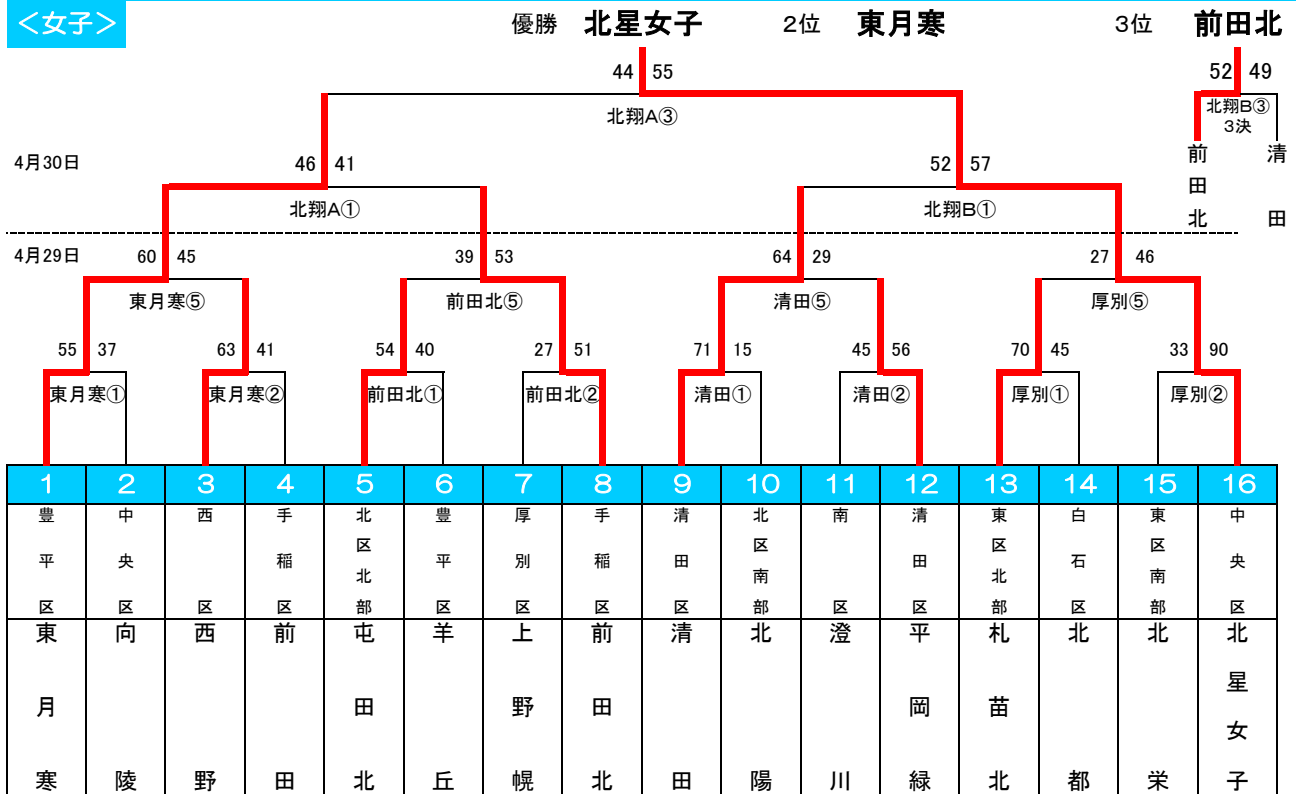 ＜女子＞
優勝 北星女子 2位 東月寒 3位 前田北
44 55 52 49
北翔A③ 北翔B③
3決
4月30日 46 41 52 57 前田北 清田
北翔A① 北翔B①
4月29日 60 45 39 53 64 29 27 46
東月寒⑤ 前田北⑤ 清田⑤ 厚別⑤
55 37 63 41 54 40 27 51 71 15 45 56 70 45 33 90
東月寒① 東月寒② 前田北① 前田北② 清田① 清田② 厚別① 厚別②
1 2 3 4 5 6 7 8 9 10 11 12 13 14 15 16
豊平区 中央区 西区 手稲区 北区北部 豊平区 厚別区 手稲区 清田区 北区南部 南区 清田区 東区北部 白石区 東区南部 中央区
東月寒 向陵 西野 前田 屯田北 羊丘 上野幌 前田北 清田 北陽 澄川 平岡緑 札苗北 北都 北栄 北星女子